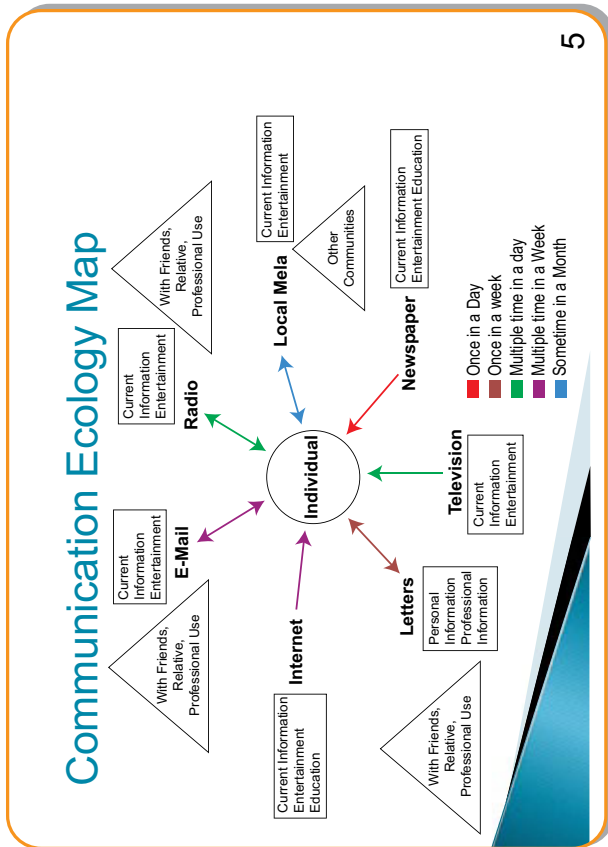 Communication Ecology Map
With Friends,
Relative,
Professional Use
Current
Information
Entertainment
E-Mail
Current
Information
Entertainment
Radio
With Friends,
Relative,
Professional Use
Current Information
Entertainment
Education
Internet
Individual
Local Mela
Current Information
Entertainment
Other
Communities
With Friends,
Relative,
Professional Use
Letters
Personal
Information
Professional
Information
Television
Current
Information
Entertainment
Newspaper
Current Information
Entertainment Education
Once in a Day
Once in a week
Multiple time in a day
Multiple time in a Week
Sometime in a Month
5